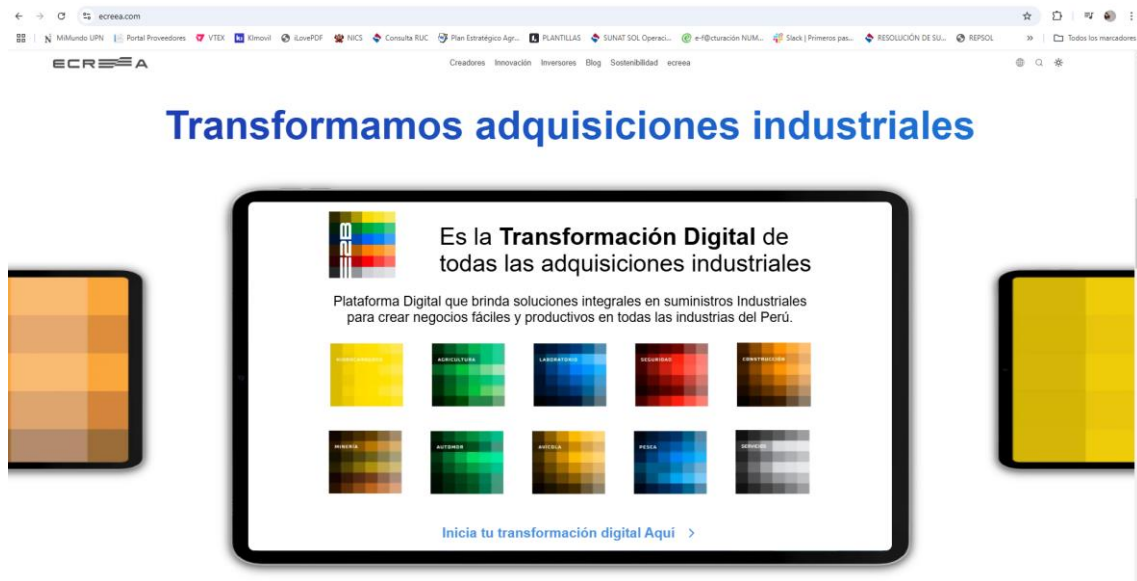 ecreea.com
MiMundo UPN Portal Proveedores VTEX KImovil iLovePDF NICS Consulta RUC Plan Estratégico Agr... PLANTILLAS SUNAT SOL Operaci... e-f@cturación NUM... Slack | Primeros pas... RESOLUCIÓN DE SU... REPSOL » Todos los marcadores
ECREEA Creadores Innovación Inversores Blog Sostenibilidad ecreea
Transformamos adquisiciones industriales
Es la Transformación Digital de
todas las adquisiciones industriales
Plataforma Digital que brinda soluciones integrales en suministros Industriales
para crear negocios fáciles y productivos en todas las industrias del Perú.
HIDROCARBUROS AGRICULTURA LABORATORIO SEGURIDAD CONSTRUCCIÓN
MINERÍA AUTOMOR AVÍCOLA PESCA SERVICIOS
Inicia tu transformación digital Aquí >